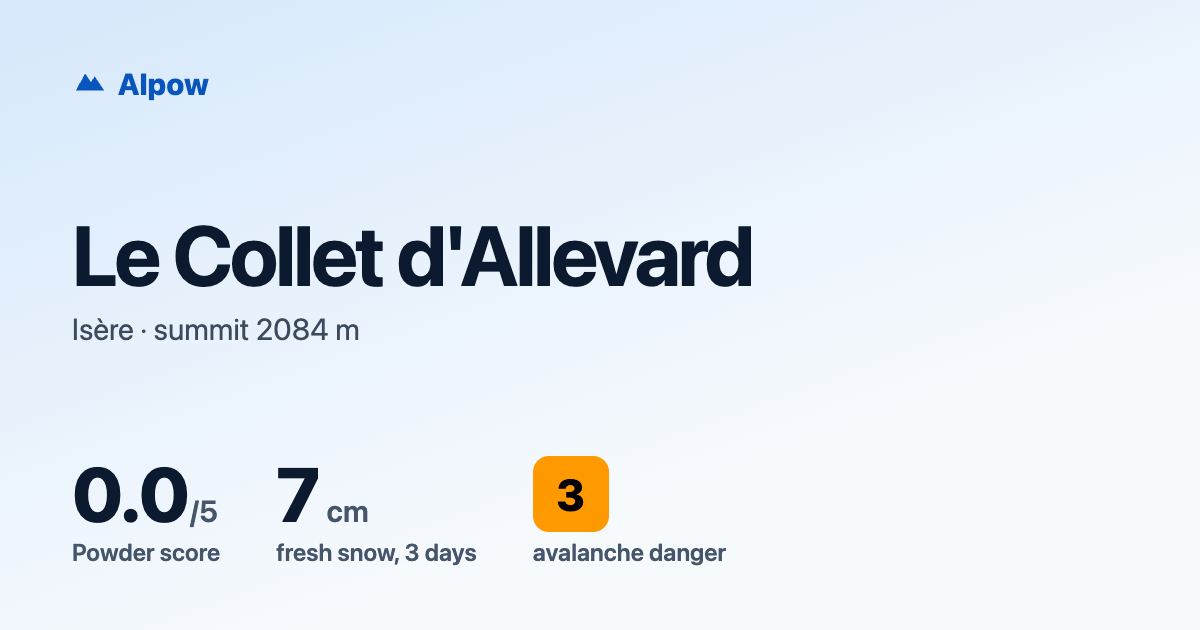 Alpow
Le Collet d'Allevard
Isère · summit 2084 m
0.0/5
7 cm
3
Powder score
fresh snow, 3 days
avalanche danger